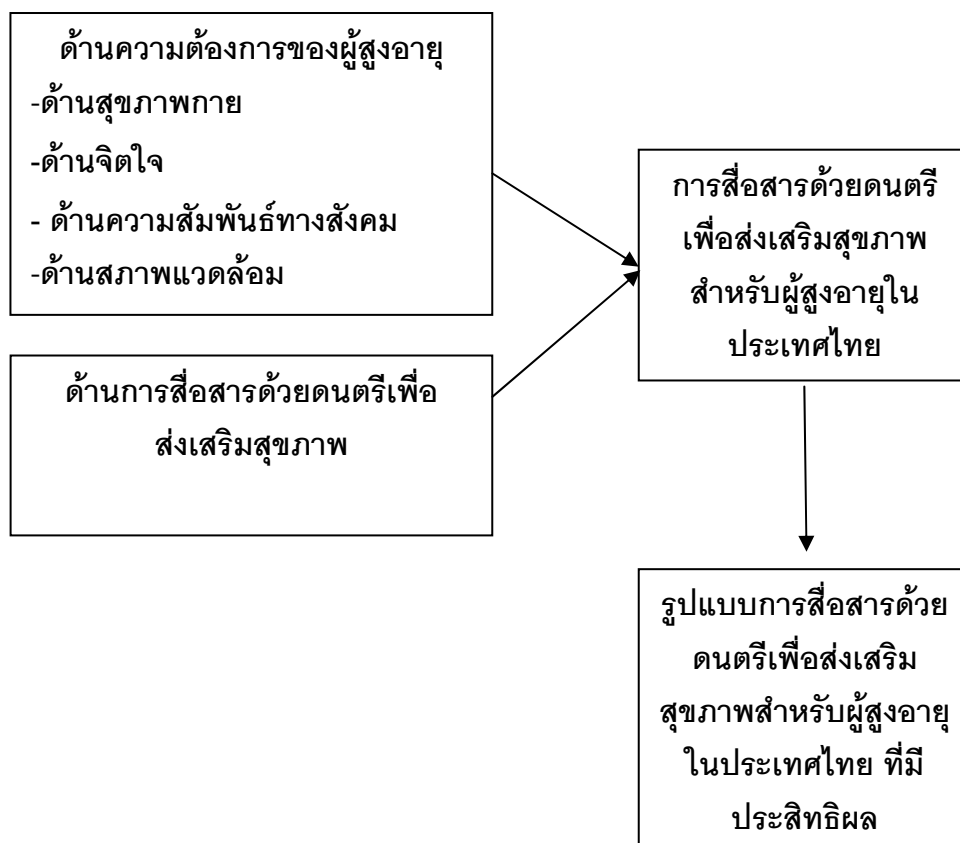 ด้านความต้องการของผู้สูงอายุ
-ด้านสุขภาพกาย
-ด้านจิตใจ
- ด้านความสัมพันธ์ทางสังคม
-ด้านสภาพแวดล้อม
ด้านการสื่อสารด้วยดนตรีเพื่อ
ส่งเสริมสุขภาพ
การสื่อสารด้วยดนตรี
เพื่อส่งเสริมสุขภาพ
สำหรับผู้สูงอายุใน
ประเทศไทย
รูปแบบการสื่อสารด้วย
ดนตรีเพื่อส่งเสริม
สุขภาพสำหรับผู้สูงอายุ
ในประเทศไทย ที่มี
ประสิทธิผล